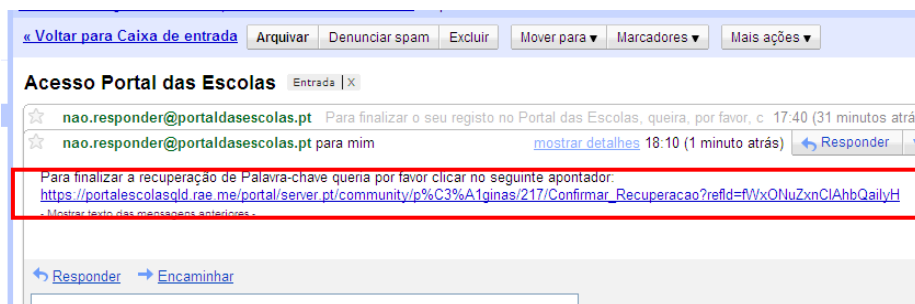 « Voltar para Caixa de entrada Arquivar Denunciar spam Excluir Mover para ▾ Marcadores ▾ Mais ações ▾
Acesso Portal das Escolas Entrada X
nao.responder@portaldasescolas.pt Para finalizar o seu registo no Portal das Escolas, queira, por favor, c 17:40 (31 minutos atrá
nao.responder@portaldasescolas.pt para mim mostrar detalhes 18:10 (1 minuto atrás) Responder
Para finalizar a recuperação de Palavra-chave queria por favor clicar no seguinte apontador:
https://portalescolasqld.rae.me/portal/server.pt/community/p%C3%A1ginas/217/Confirmar_Recuperacao?refId=fWxONuZxnClAhbQailyH
- Mostrar texto das mensagens anteriores -
Responder Encaminhar